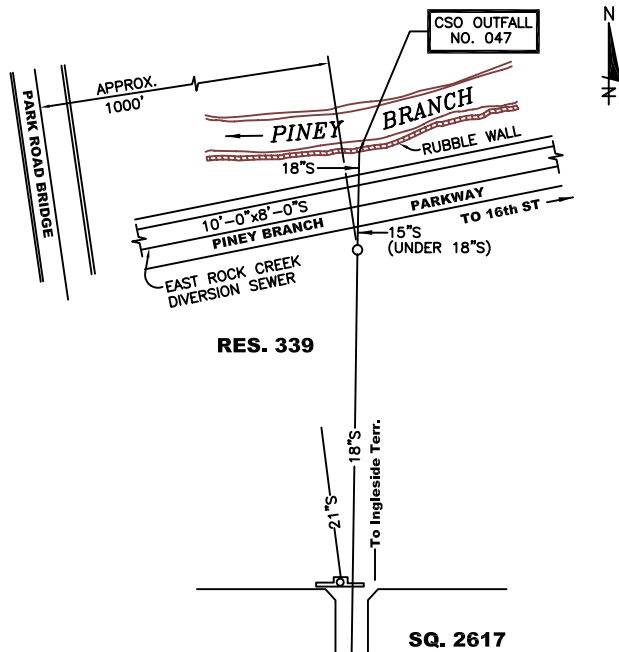 CSO OUTFALL
NO. 047
N
N
APPROX.
1000'
PARK ROAD BRIDGE
PINEY BRANCH
RUBBLE WALL
18"S
10'-0"x8'-0"S
PINEY BRANCH PARKWAY
TO 16th ST
15"S
(UNDER 18"S)
EAST ROCK CREEK
DIVERSION SEWER
RES. 339
18"S
21"S
To Ingleside Terr.
SQ. 2617